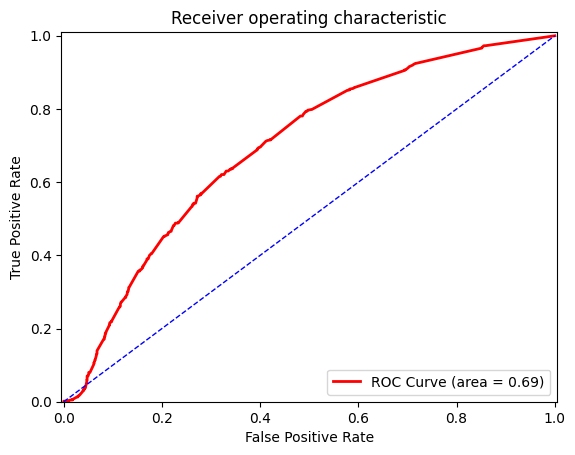 Receiver operating characteristic
True Positive Rate
1.0
0.8
0.6
0.4
0.2
0.0
0.0 0.2 0.4 0.6 0.8 1.0
False Positive Rate
ROC Curve (area = 0.69)